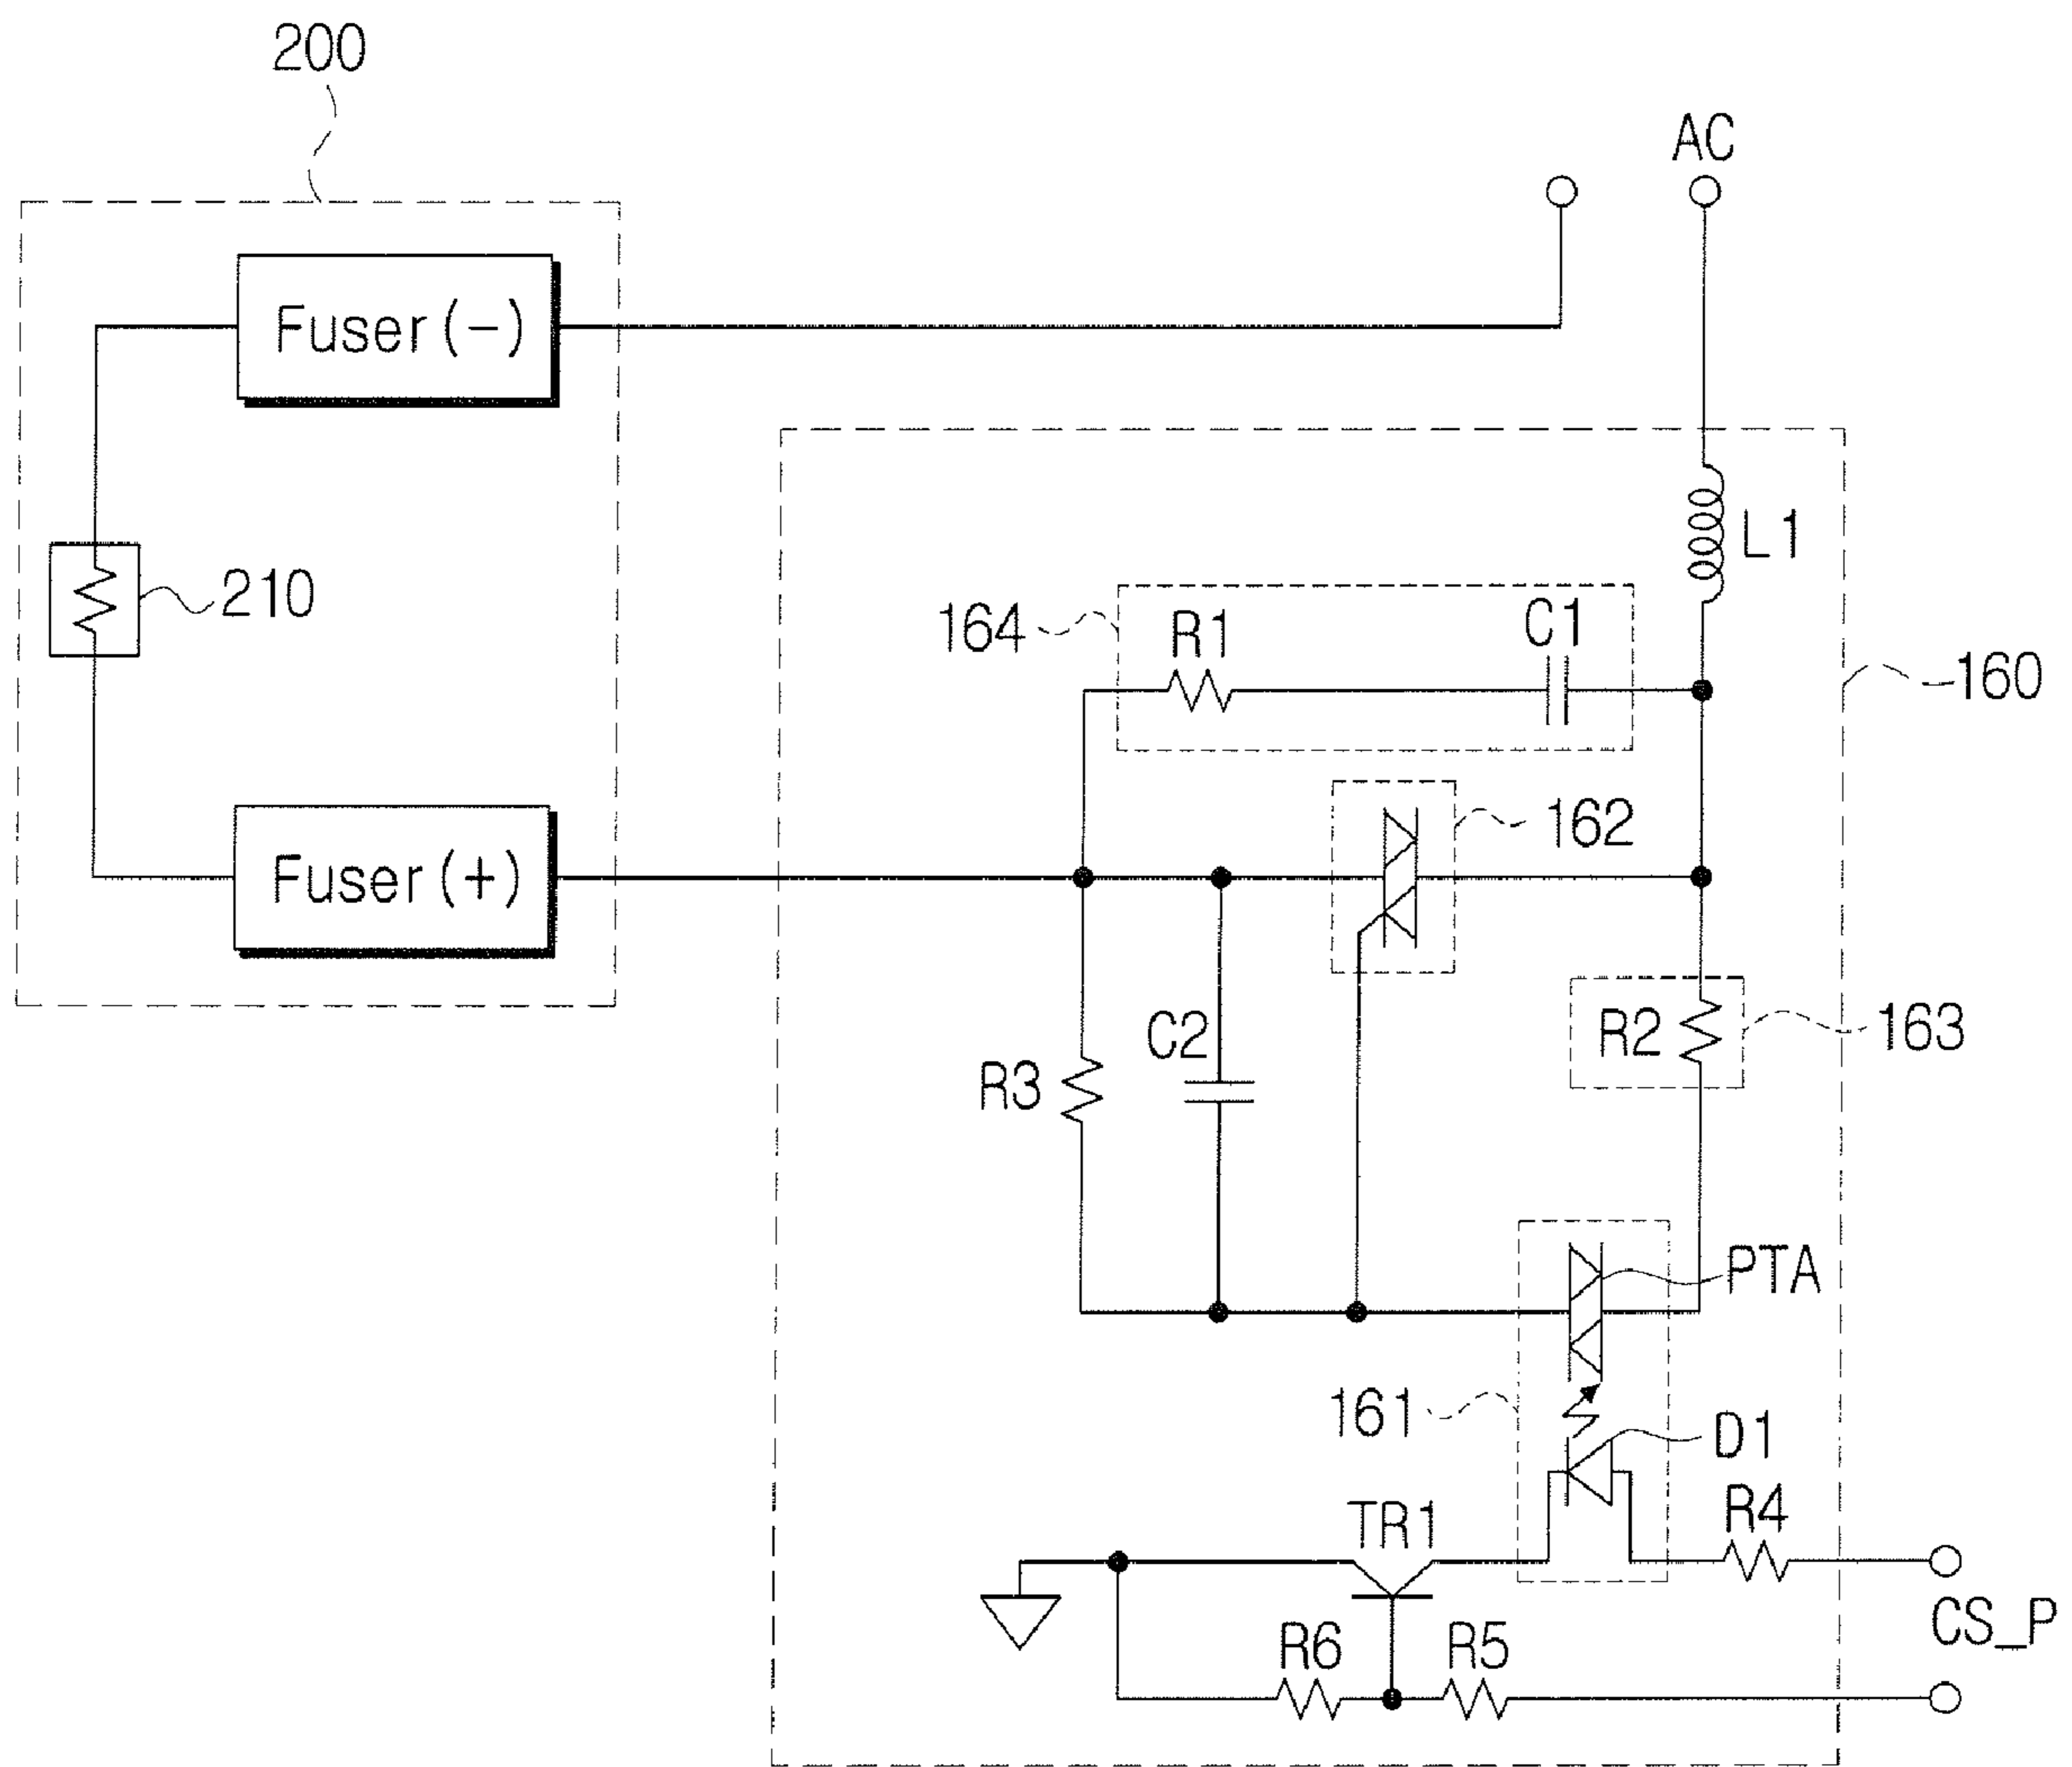 200
AC
Fuser(-)
L1
210
164
R1
C1
160
162
Fuser(+)
R2
163
C2
R3
PTA
161
D1
TR1
R4
CS_P
R6
R5